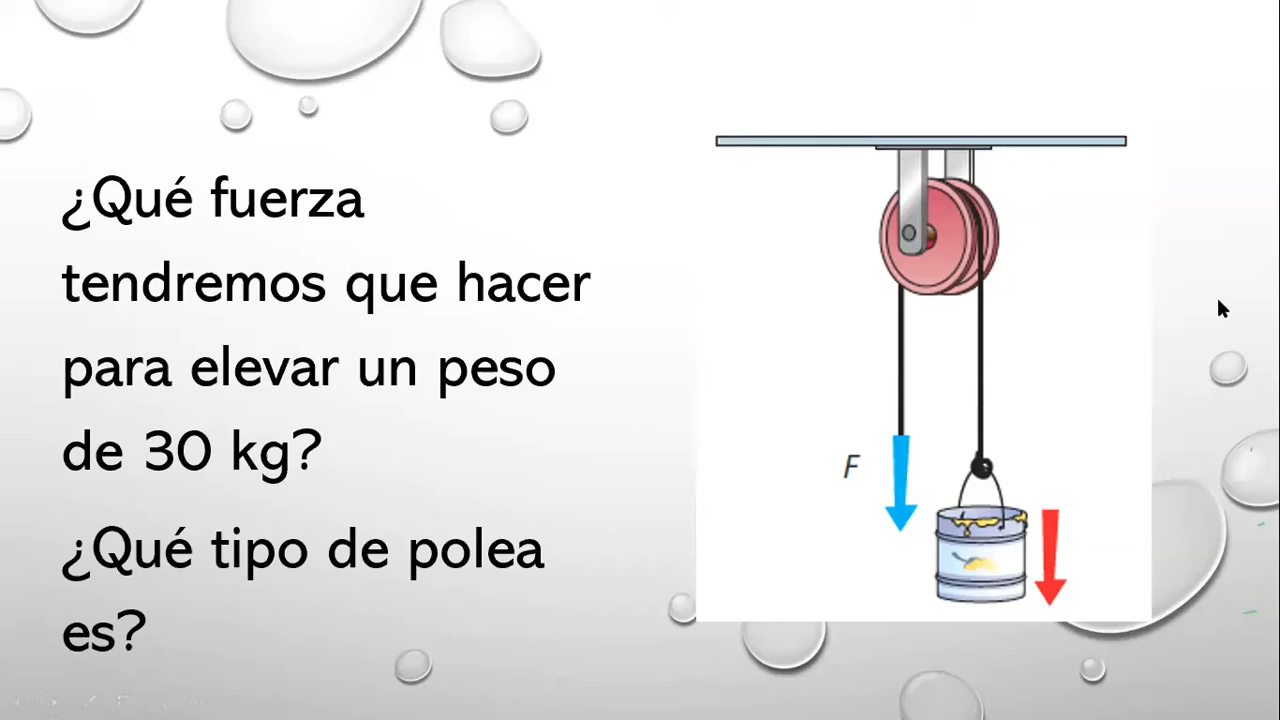 ¿Qué fuerza
tendremos que hacer
para elevar un peso
de 30 kg?
¿Qué tipo de polea
es?
F